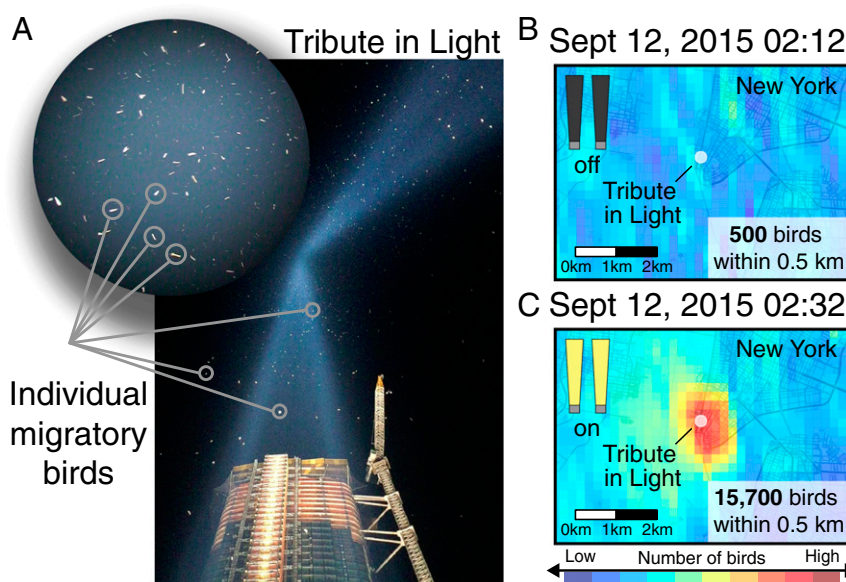 A
Tribute in Light
Individual
migratory
birds
B Sept 12, 2015 02:12
New York
off
Tribute
in Light
0km 1km 2km
500 birds
within 0.5 km
C Sept 12, 2015 02:32
New York
on
Tribute
in Light
0km 1km 2km
15,700 birds
within 0.5 km
Low Number of birds High